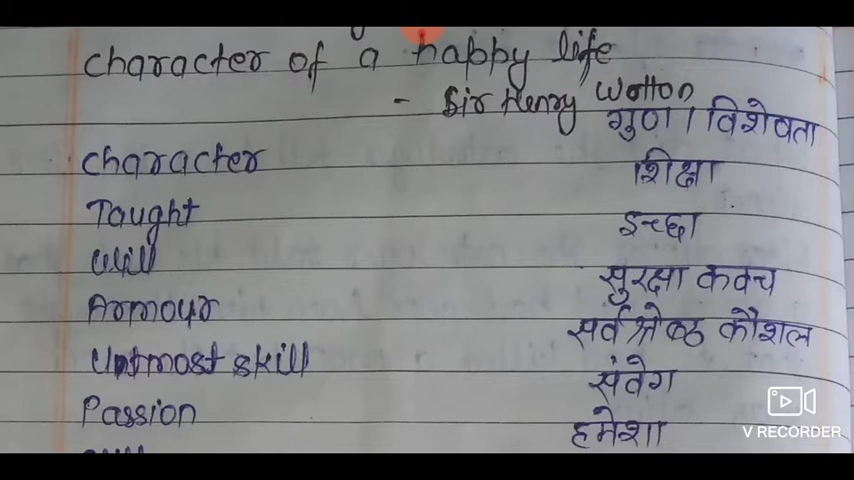 character of a happy life
- Sir Henry Wotton
character गुण । विशेषता
Taught शिक्षा
Will इच्छा
Armour सुरक्षा कवच
Utmost skill सर्व श्रेष्ठ कौशल
Passion संवेग
हमेशा
V RECORDER